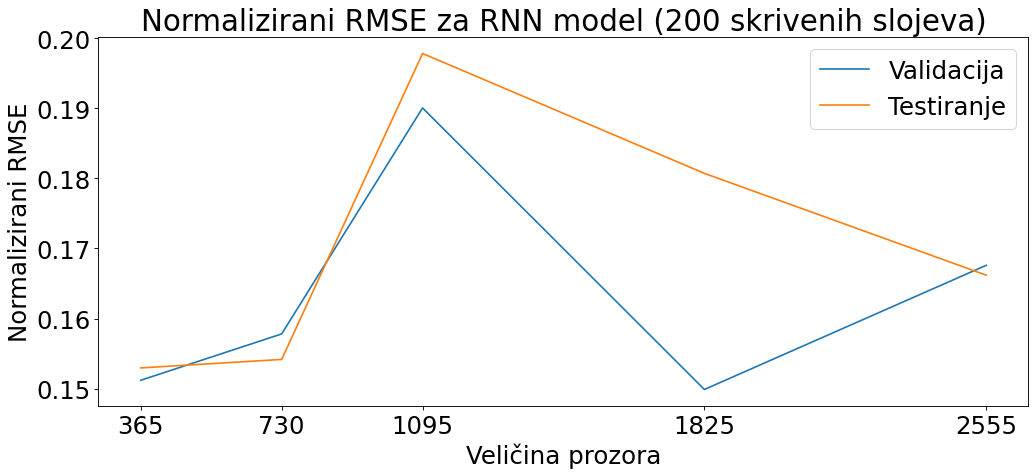 Normalizirani RMSE za RNN model (200 skrivenih slojeva)
Validacija
Testiranje
Normalizirani RMSE
0.20
0.19
0.18
0.17
0.16
0.15
365 730 1095 1825 2555
Veličina prozora